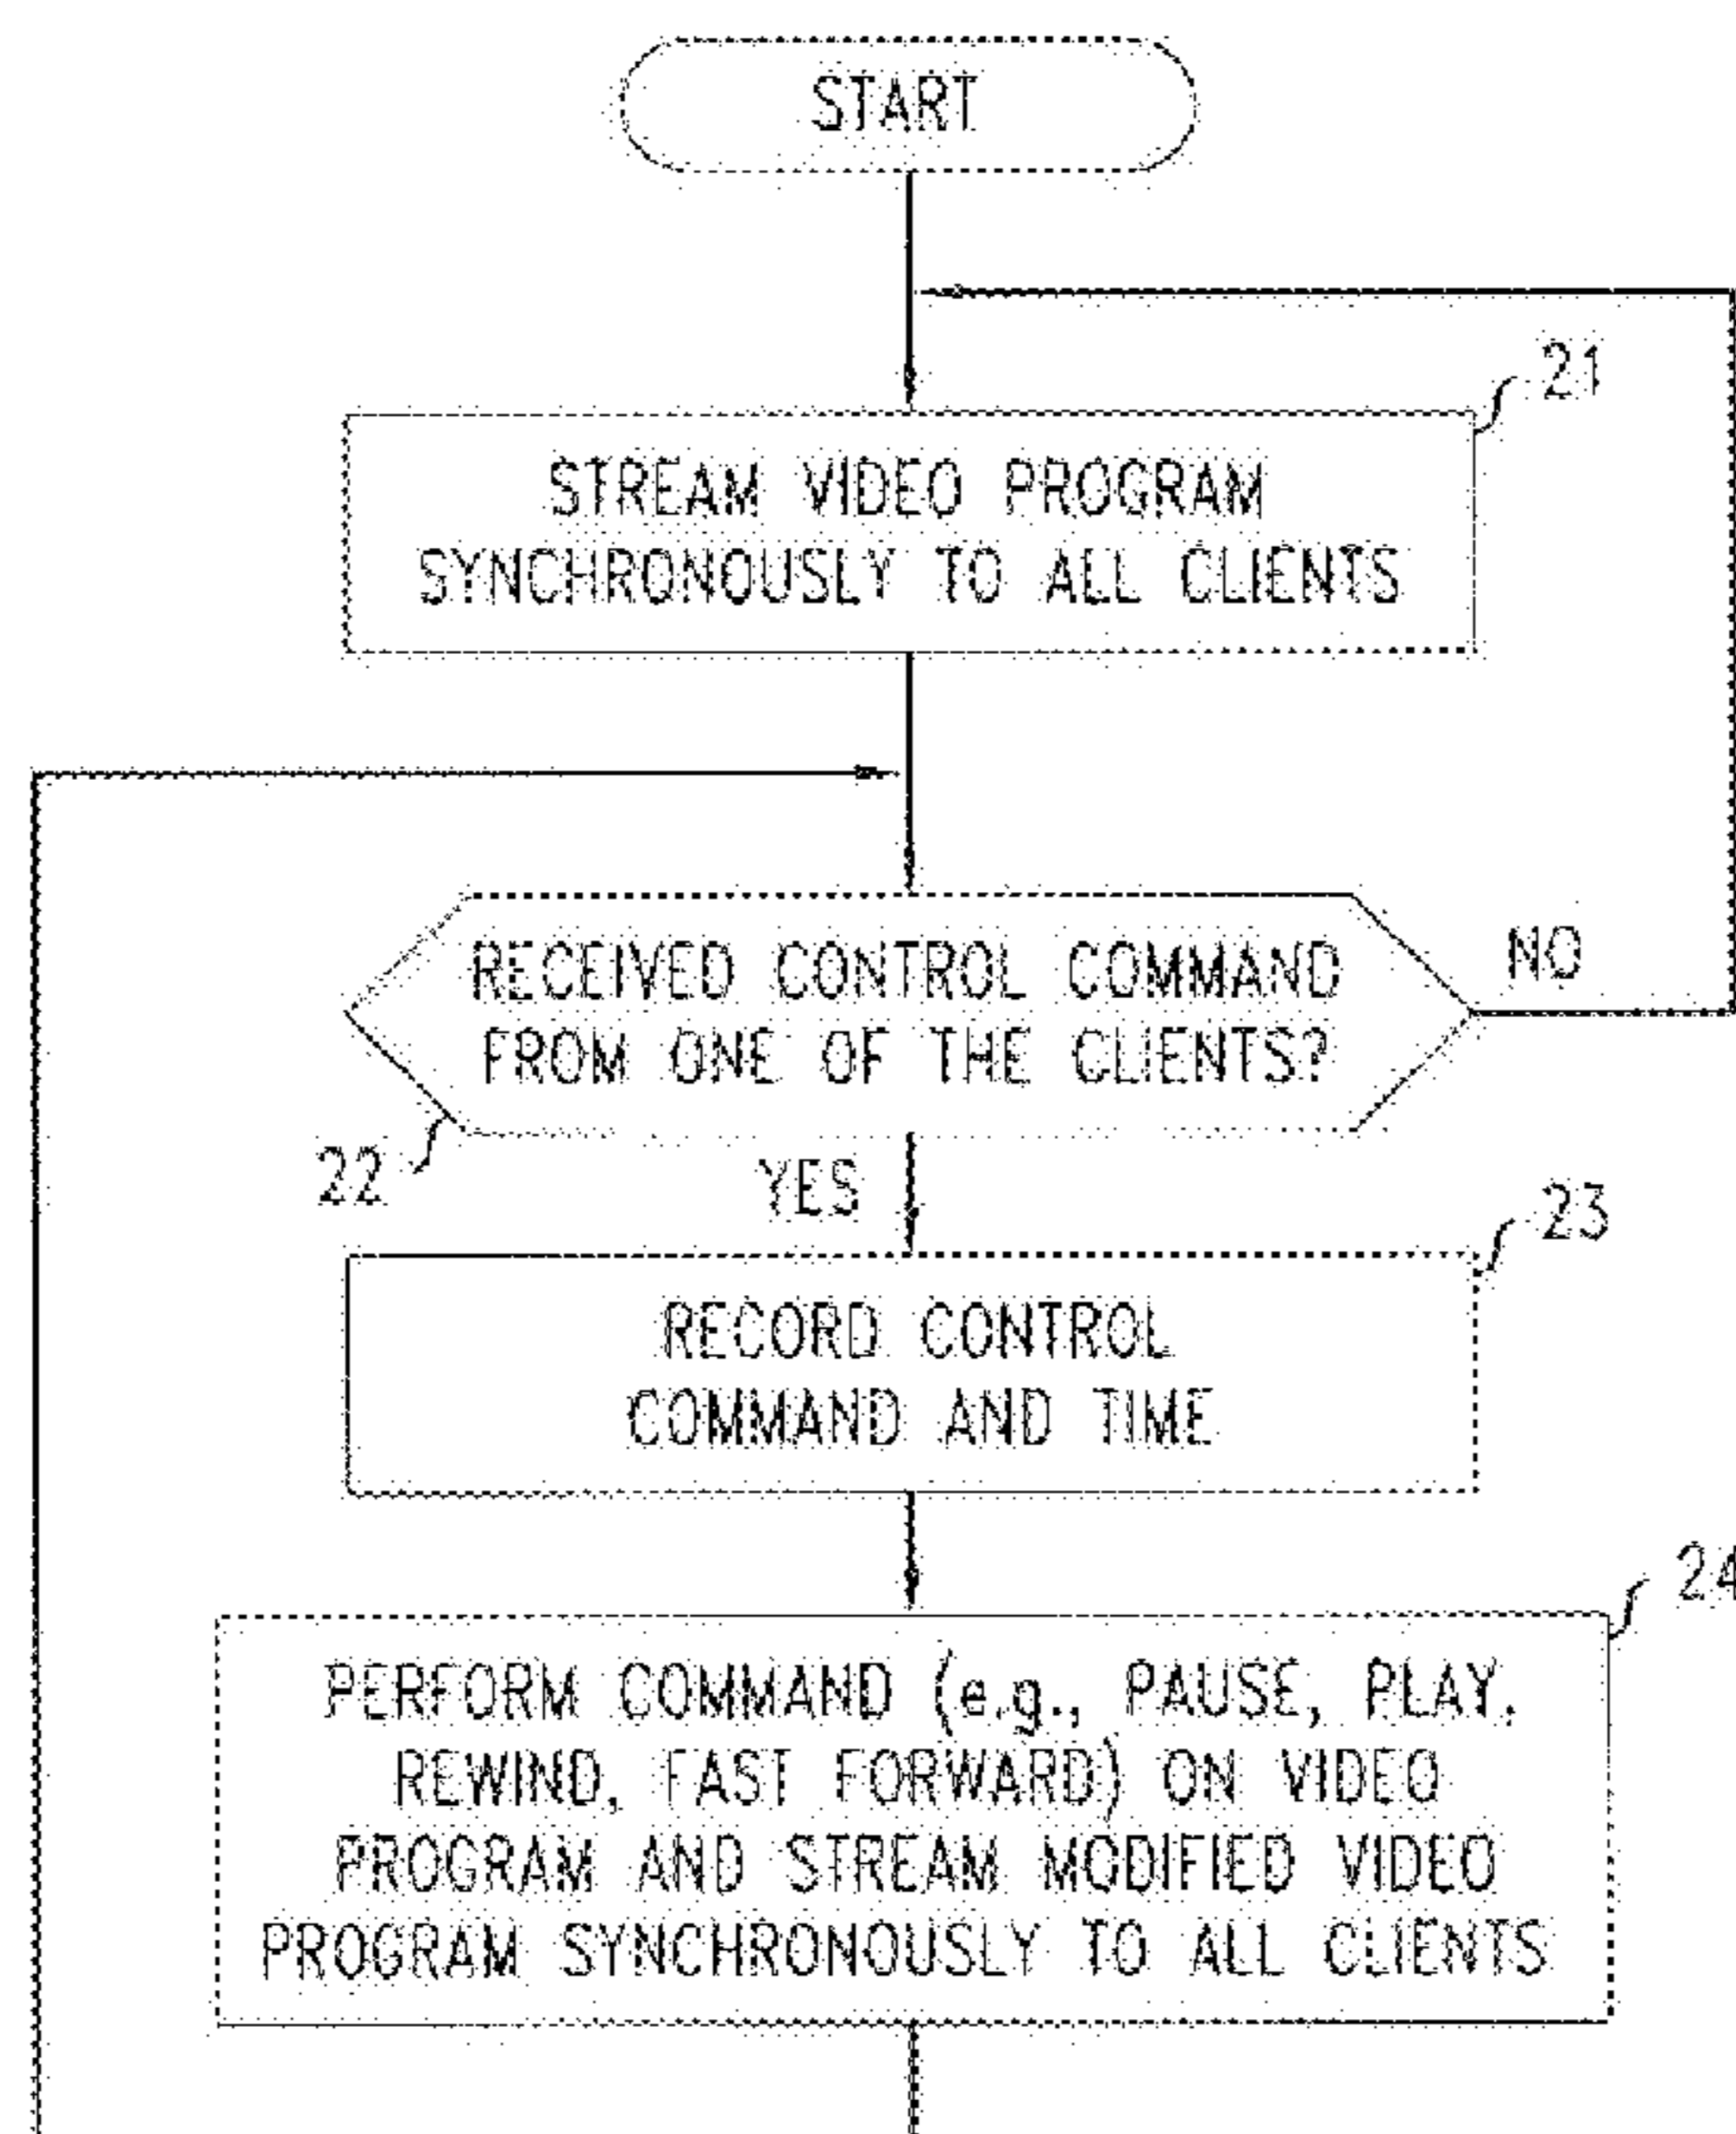 START
21
STREAM VIDEO PROGRAM
SYNCHRONOUSLY TO ALL CLIENTS
RECEIVED CONTROL COMMAND
FROM ONE OF THE CLIENTS?
NO
22
YES
23
RECORD CONTROL
COMMAND AND TIME
24
PERFORM COMMAND (e.g., PAUSE, PLAY,
REWIND, FAST FORWARD) ON VIDEO
PROGRAM AND STREAM MODIFIED VIDEO
PROGRAM SYNCHRONOUSLY TO ALL CLIENTS